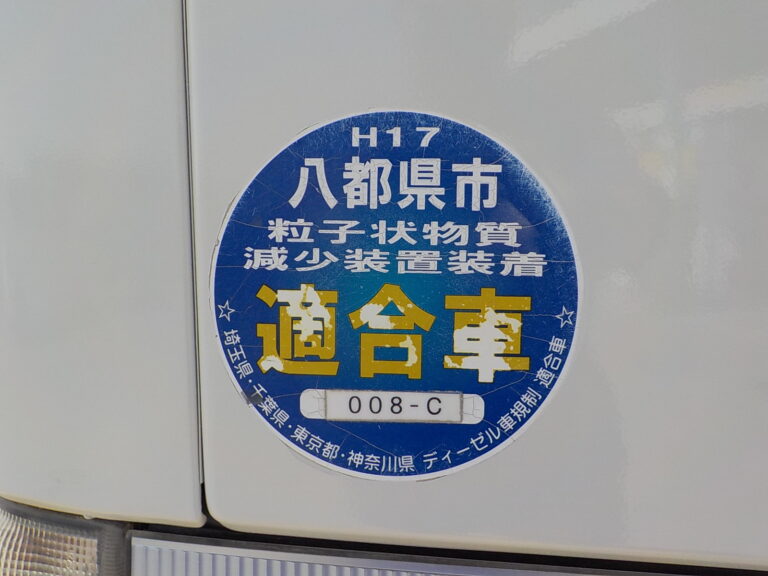 H17
八都県市
粒子状物質
減少装置装着
適合車
008-C
☆埼玉県・千葉県・東京都・神奈川県 ディーゼル車規制 適合車☆